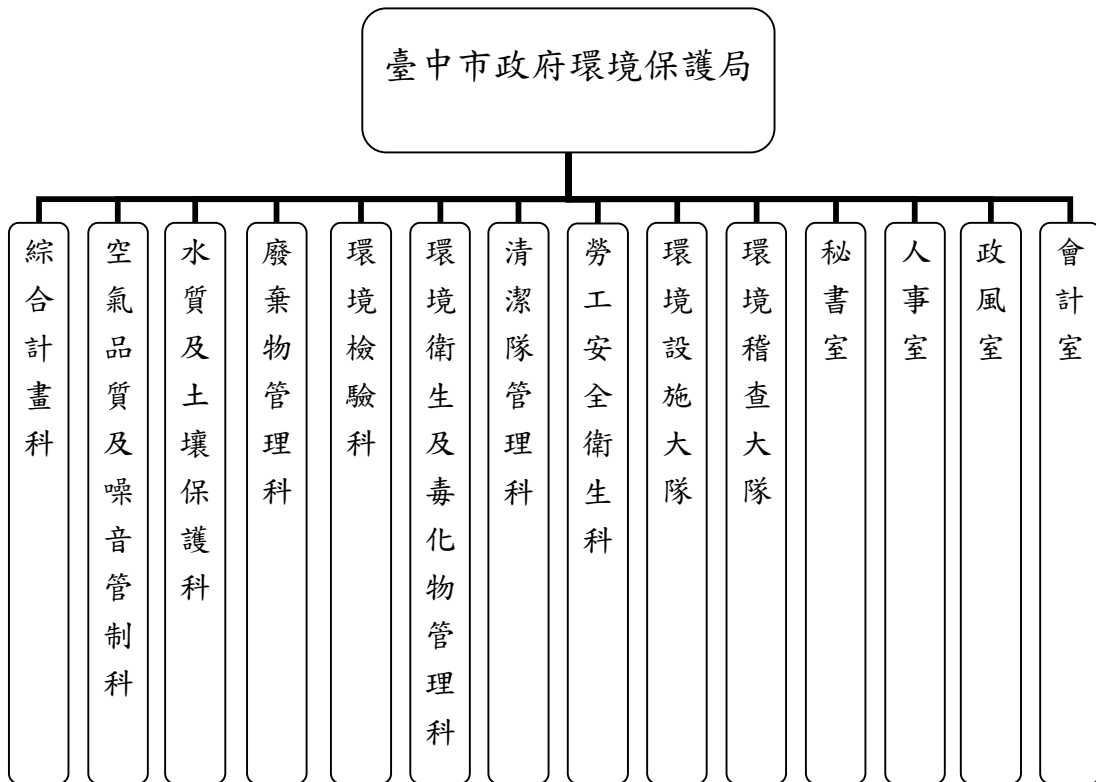 臺中市政府環境保護局
綜合計畫科
空氣品質及噪音管制科
水質及土壤保護科
廢棄物管理科
環境檢驗科
環境衛生及毒化物管理科
清潔隊管理科
勞工安全衛生科
環境設施大隊
環境稽查大隊
秘書室
人事室
政風室
會計室